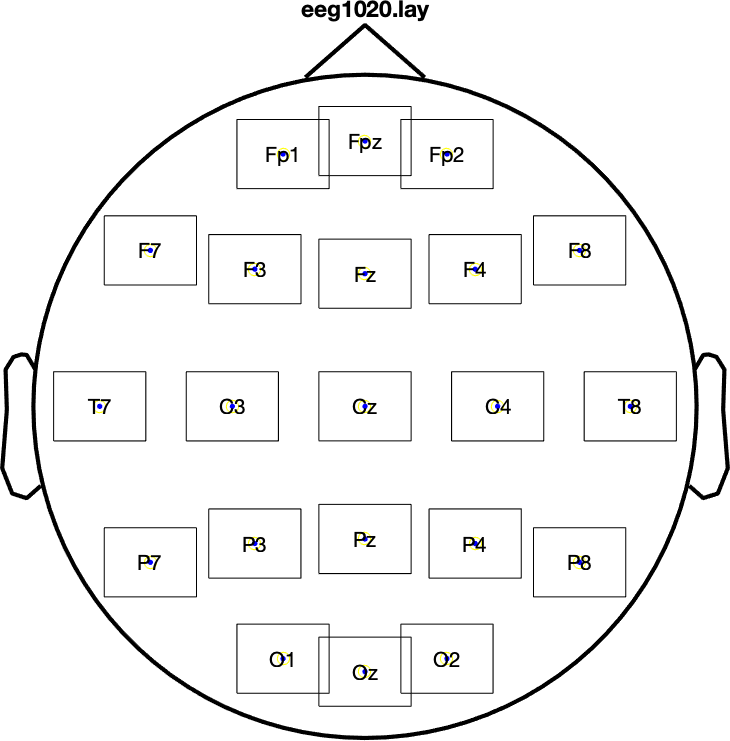 eeg1020.lay
Fp1 Fpz Fp2
F7 F3 Fz F4 F8
T7 C3 Cz C4 T8
P7 P3 Pz P4 P8
O1 Oz O2